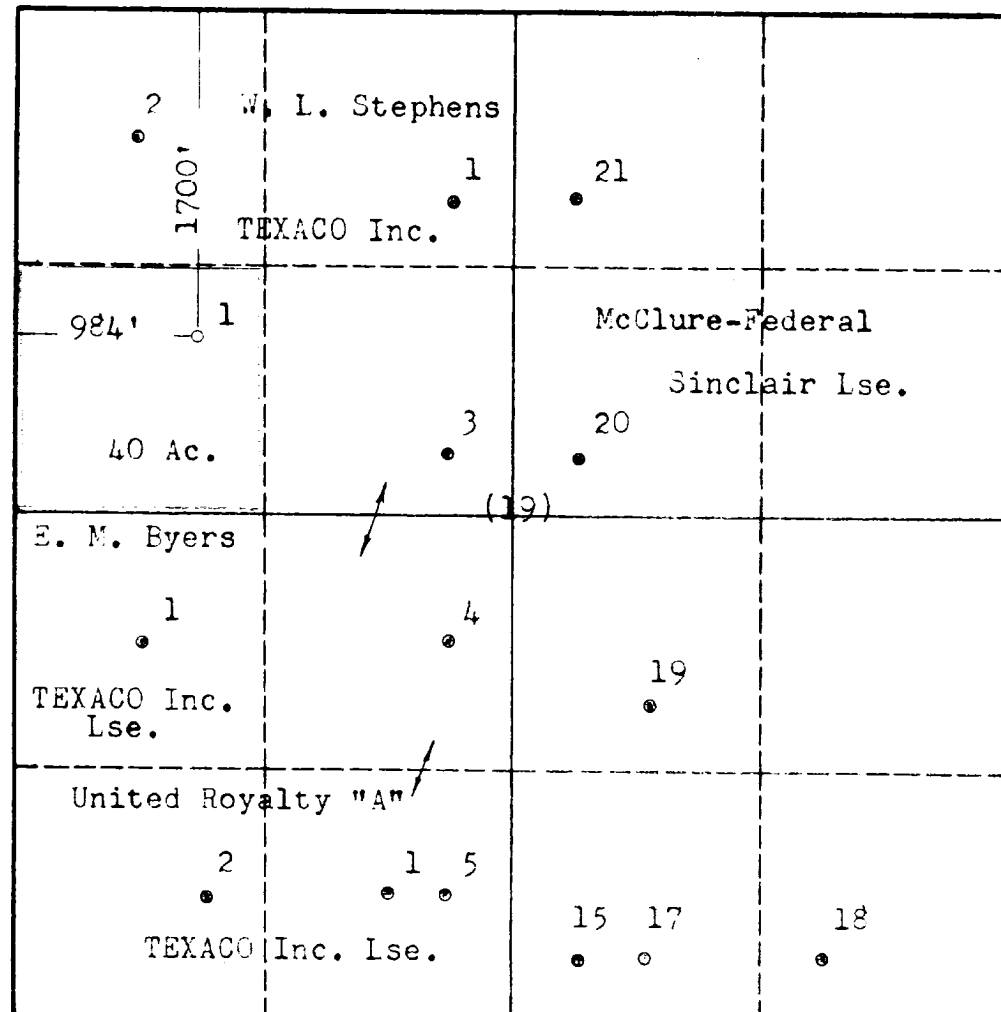 2
W. L. Stephens
1
21
1700'
TEXACO Inc.
984'
1
McClure-Federal
Sinclair Lse.
40 Ac.
3
20
(19)
E. M. Byers
1
4
19
TEXACO Inc.
Lse.
United Royalty "A"
2
1
5
15
17
18
TEXACO Inc. Lse.